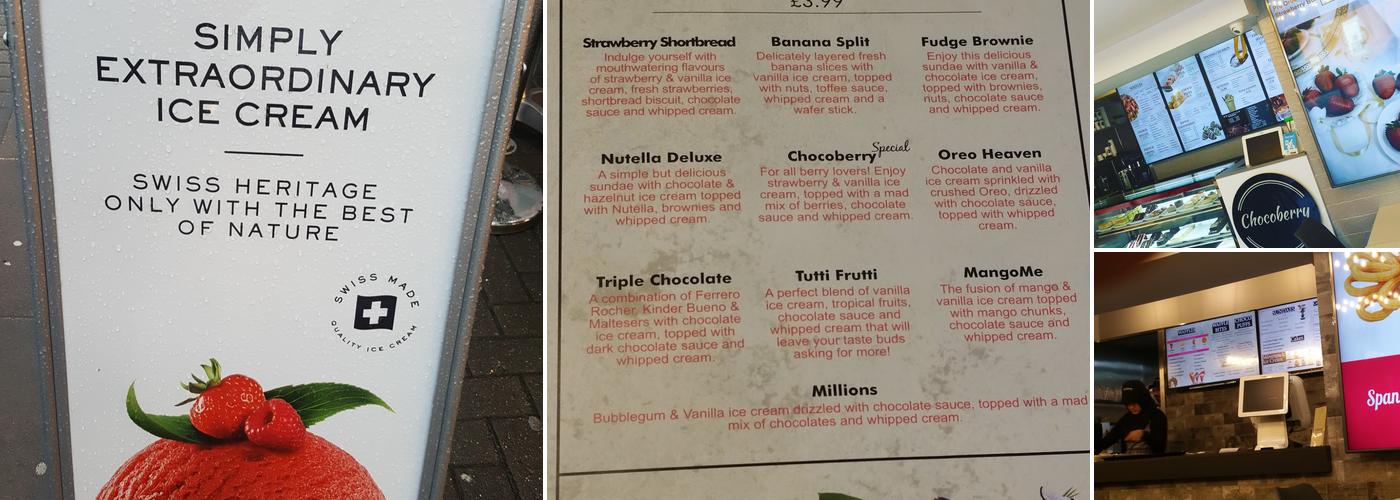 SIMPLY
EXTRAORDINARY
ICE CREAM
SWISS HERITAGE
ONLY WITH THE BEST
OF NATURE
SWISS MADE
QUALITY ICE CREAM
£3.99
Strawberry Shortbread
Indulge yourself with
mouthwatering flavours
of strawberry & vanilla ice
cream, fresh strawberries,
shortbread biscuit, chocolate
sauce and whipped cream.
Banana Split
Delicately layered fresh
banana slices with
vanilla ice cream, topped
with nuts, toffee sauce,
whipped cream and a
wafer stick.
Fudge Brownie
Enjoy this delicious
sundae with vanilla &
chocolate ice cream,
topped with brownies,
nuts, chocolate sauce
and whipped cream.
Nutella Deluxe
A simple but delicious
sundae with chocolate &
hazelnut ice cream topped
with Nutella, brownies and
whipped cream.
Chocoberry Special
For all berry lovers! Enjoy
strawberry & vanilla ice
cream, topped with a mad
mix of berries, chocolate
sauce and whipped cream.
Oreo Heaven
Chocolate and vanilla
ice cream sprinkled with
crushed Oreo, drizzled
with chocolate sauce,
topped with whipped
cream.
Triple Chocolate
A combination of Ferrero
Rocher, Kinder Bueno &
Maltesers with chocolate
ice cream, topped with
dark chocolate sauce and
whipped cream.
Tutti Frutti
A perfect blend of vanilla
ice cream, tropical fruits,
chocolate sauce and
whipped cream that will
leave your taste buds
asking for more!
MangoMe
The fusion of mango &
vanilla ice cream topped
with mango chunks,
chocolate sauce and
whipped cream.
Millions
Bubblegum & Vanilla ice cream drizzled with chocolate sauce, topped with a mad
mix of chocolates and whipped cream.
Chocoberry
WAFFLES
WAFFLE
BITES
CHOCO
PUFFS
SUNDAES
Cakes
Span